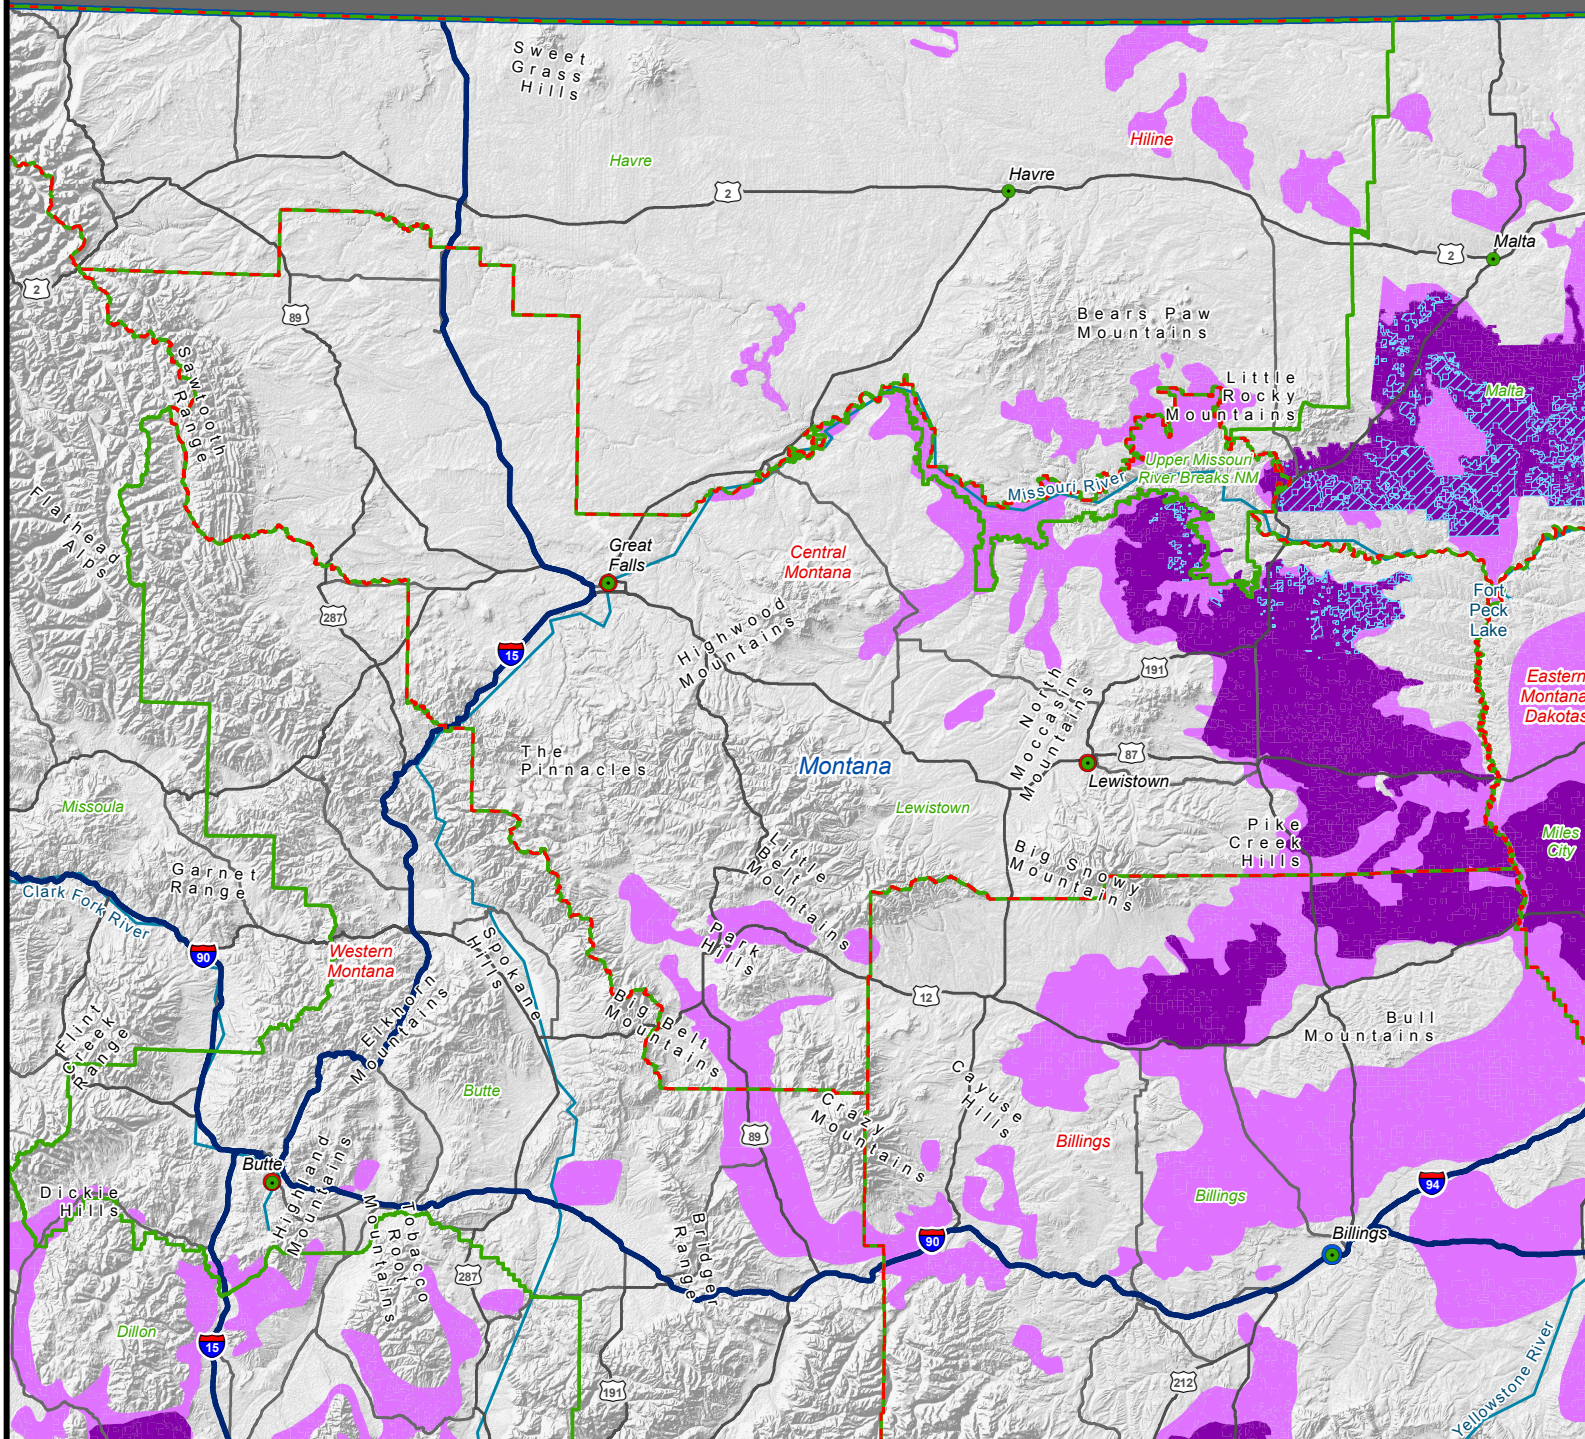 Sweet
Grass
Hills
Havre
Hiline
2
Havre
Malta
2
2
89
Bears Paw
Mountains
Sawtooth
Range
Little
Rocky
Mountains
Malta
Upper Missouri
River Breaks NM
Missouri River
Flathead
Alps
Great
Falls
Central
Montana
287
15
Highwood
Mountains
Fort
Peck
Lake
191
Eastern
Montana
Dakotas
North
Moccasin
Mountains
The
Pinnacles
Montana
87
Lewistown
Missoula
Lewistown
Miles
City
Pike
Creek
Hills
Little
Belt
Mountains
Big Snowy
Mountains
Garnet
Range
Clark Fork River
90
Western
Montana
Spokane
Hills
Park
Hills
Elkhorn
Mountains
Big Belt
Mountains
12
Flint
Creek
Range
Bull
Mountains
Butte
Cayuse
Hills
Crazy
Mountains
89
Billings
Butte
Highland
Mountains
Dickie
Hills
Tobacco
Root
Mountains
Bridger
Range
Billings
94
90
Billings
287
Dillon
15
191
212
Yellowstone River